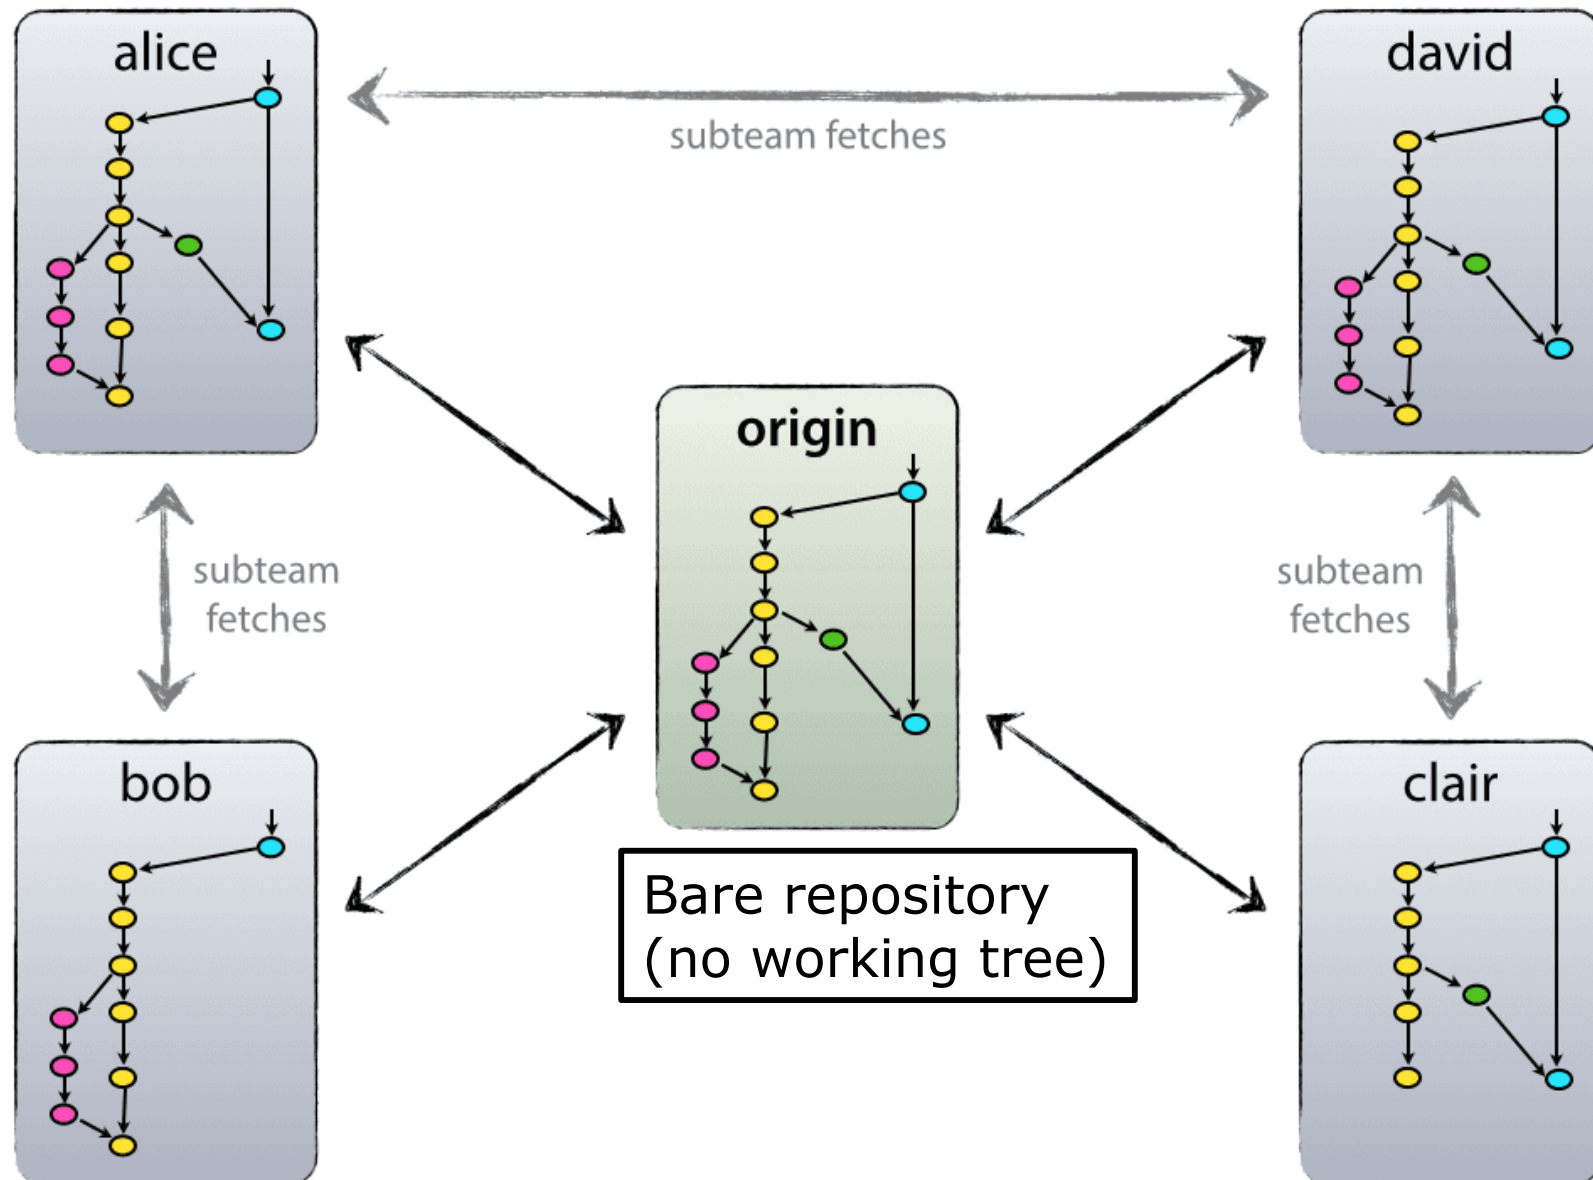 alice
david
subteam fetches
origin
subteam
fetches
subteam
fetches
bob
clair
Bare repository
(no working tree)